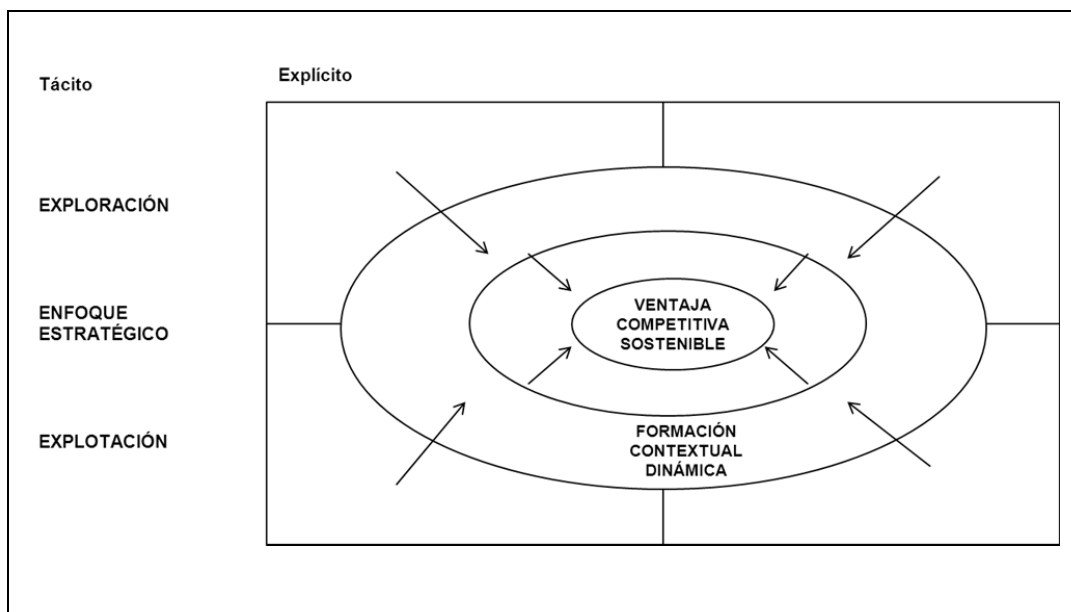 Explícito
Tácito
EXPLORACIÓN
ENFOQUE
ESTRATÉGICO
EXPLOTACIÓN
VENTAJA
COMPETITIVA
SOSTENIBLE
FORMACIÓN
CONTEXTUAL
DINÁMICA